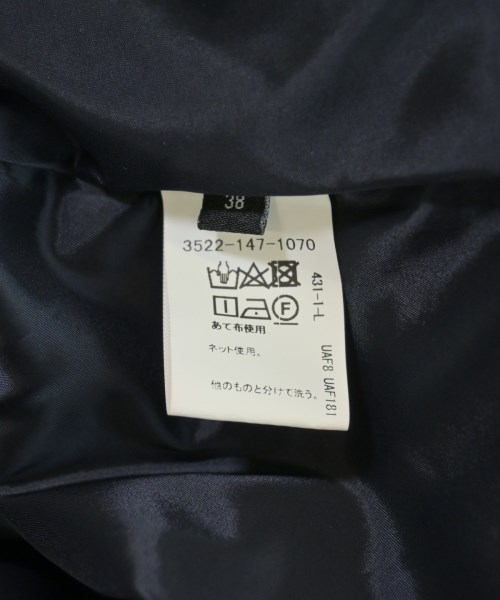 38
3522-147-1070
F
あて布使用
ネット使用。
他のものと分けて洗う。
431-1-L
UAF8 UAF181